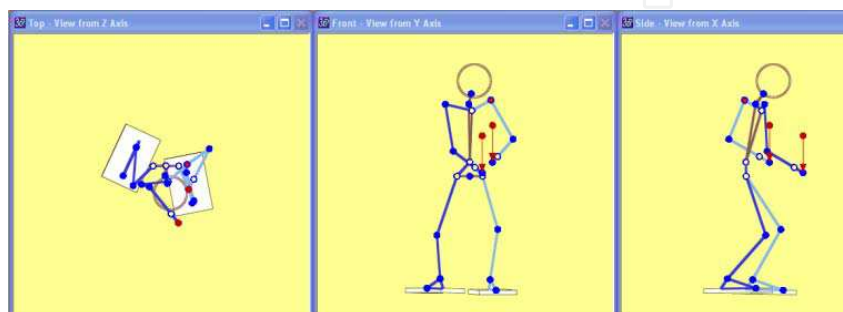 Top - View from Z Axis
Front - View from Y Axis
Side - View from X Axis